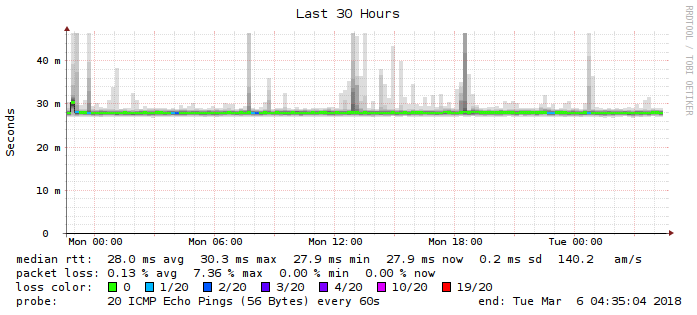 Last 30 Hours
RRDTOOL / TOBI OETIKER
Seconds
40 m
30 m
20 m
10 m
0
Mon 00:00 Mon 06:00 Mon 12:00 Mon 18:00 Tue 00:00
median rtt: 28.0 ms avg 30.3 ms max 27.9 ms min 27.9 ms now 0.2 ms sd 140.2 am/s
packet loss: 0.13 % avg 7.36 % max 0.00 % min 0.00 % now
loss color: 0 1/20 2/20 3/20 4/20 10/20 19/20
probe: 20 ICMP Echo Pings (56 Bytes) every 60s end: Tue Mar 6 04:35:04 2018